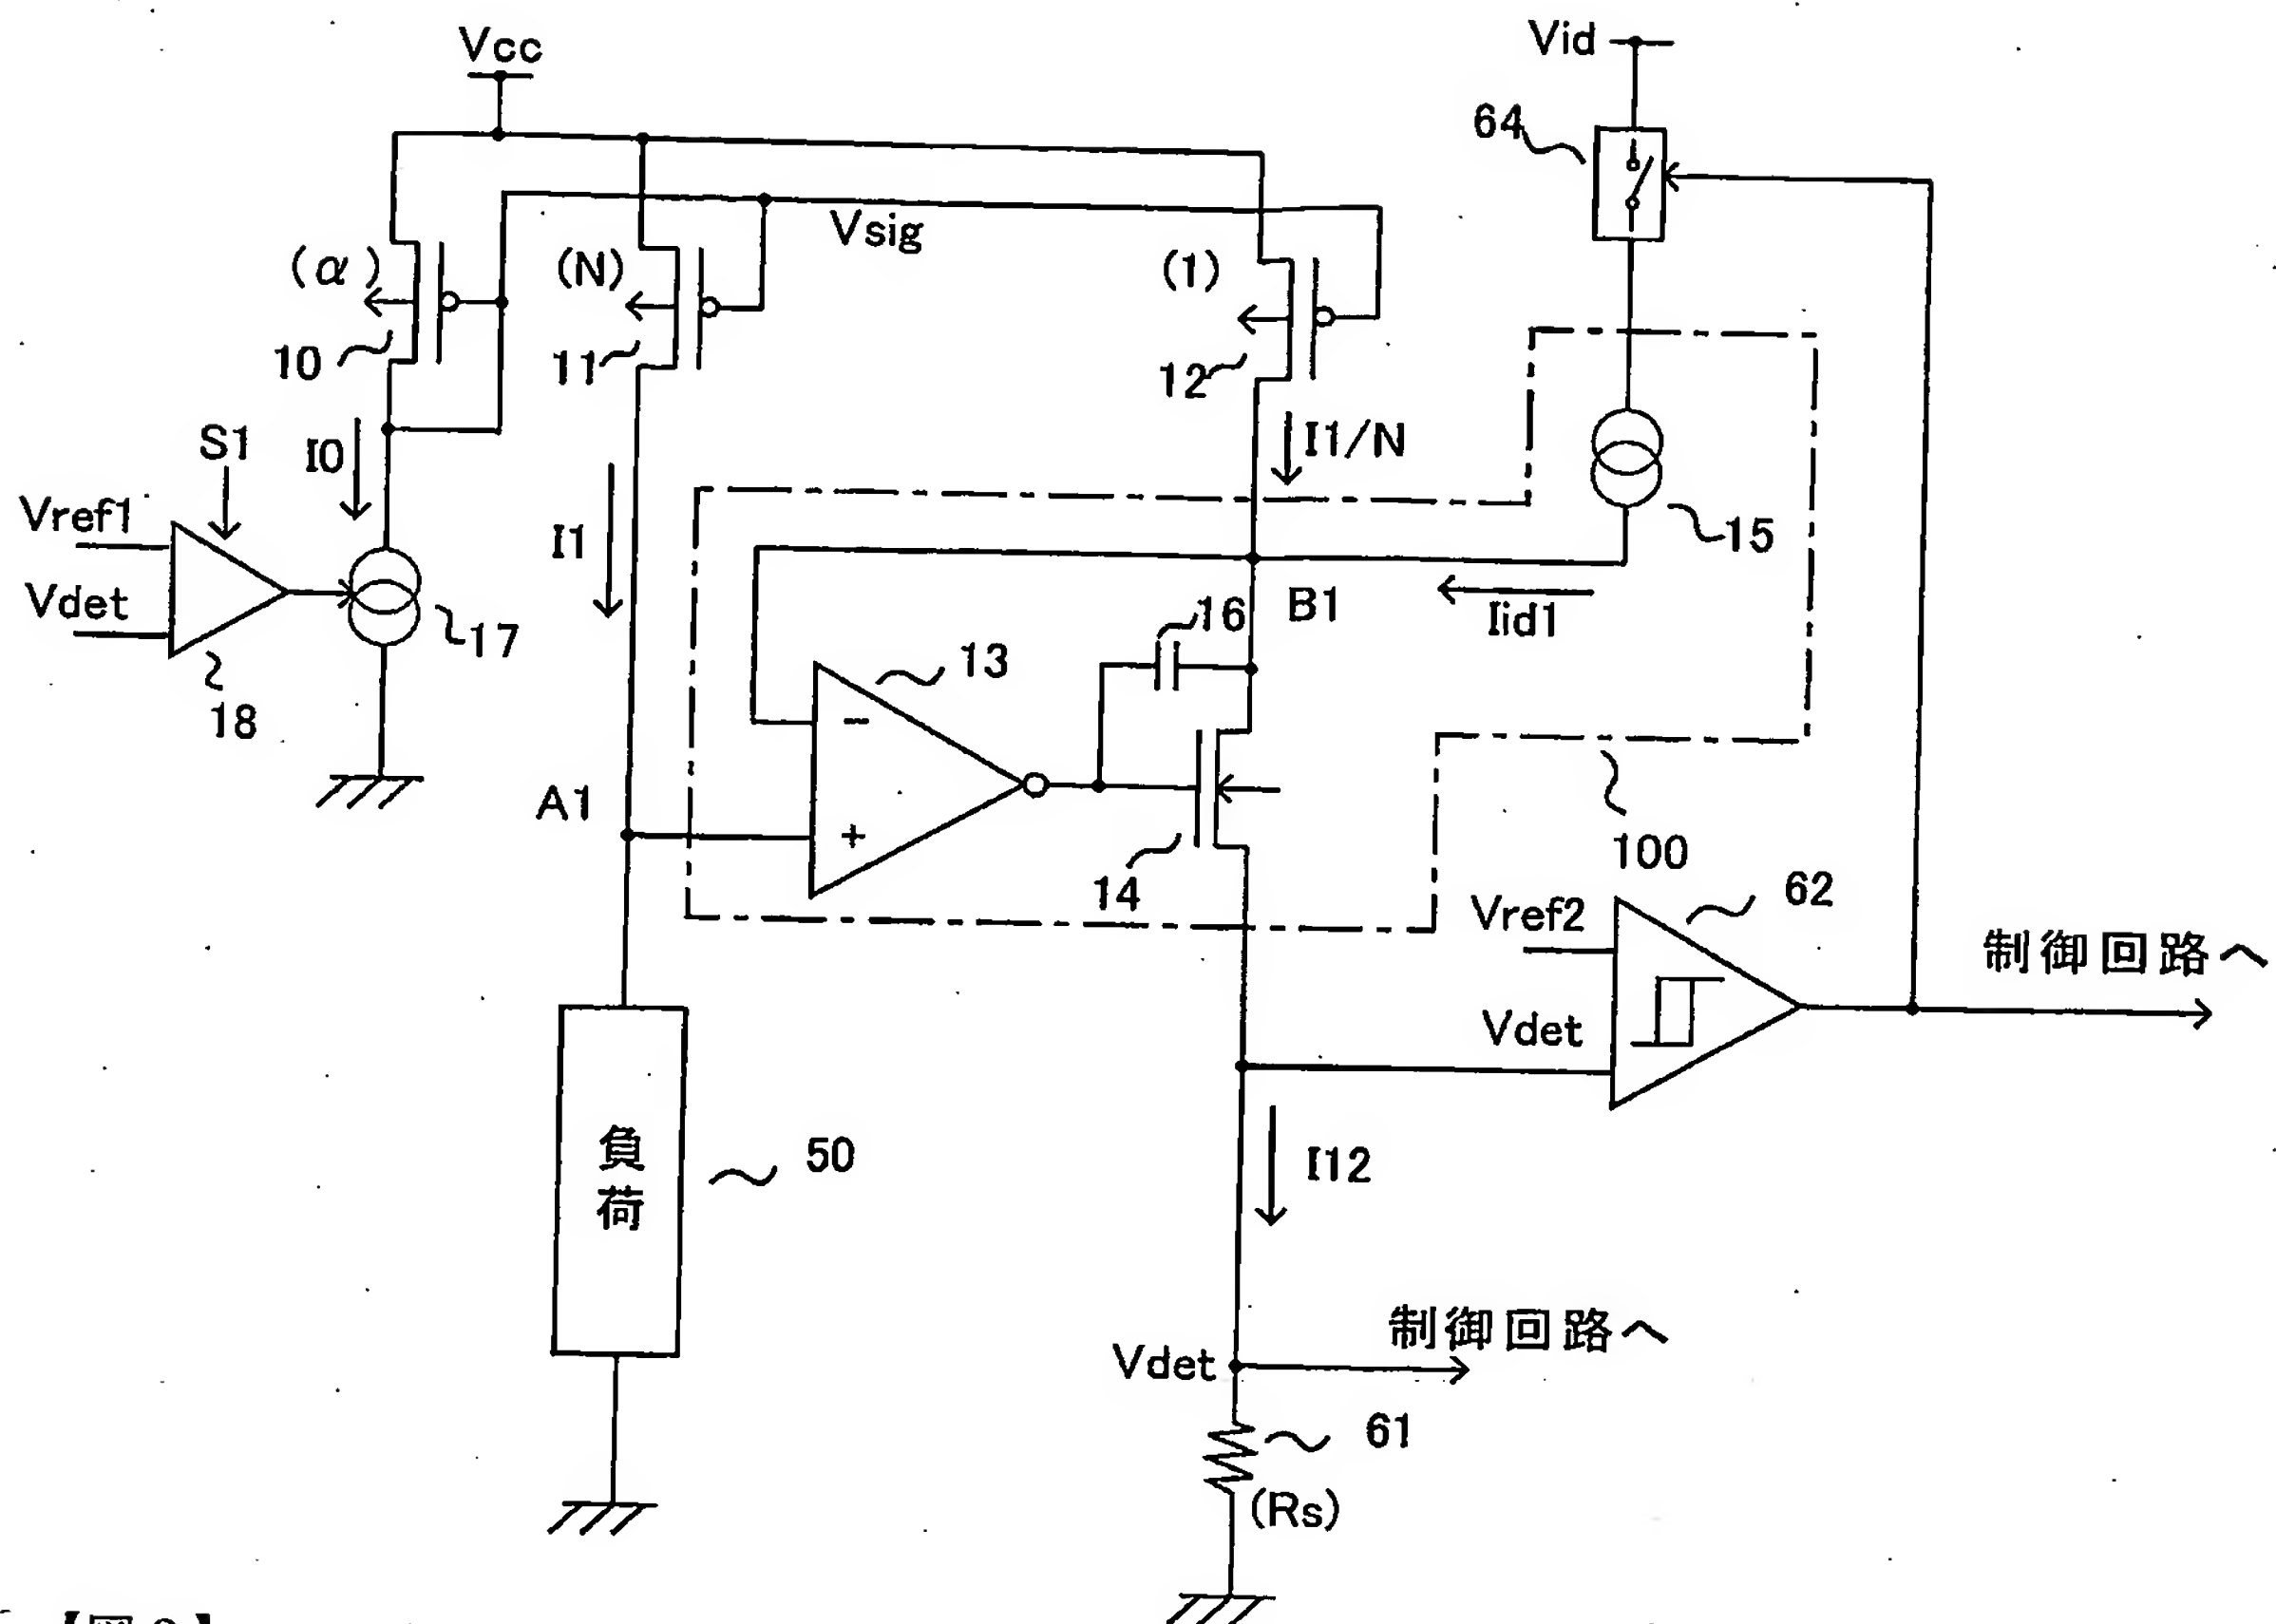 Vcc
Vid
64
Vsig
(α)
(N)
(1)
10
11
12
S1
I0
I1/N
Vref1
I1
15
Vdet
16
B1
Iid1
17
13
18
A1
14
100
Vref2
62
制御回路へ
Vdet
負荷
50
I12
制御回路へ
Vdet
61
(Rs)